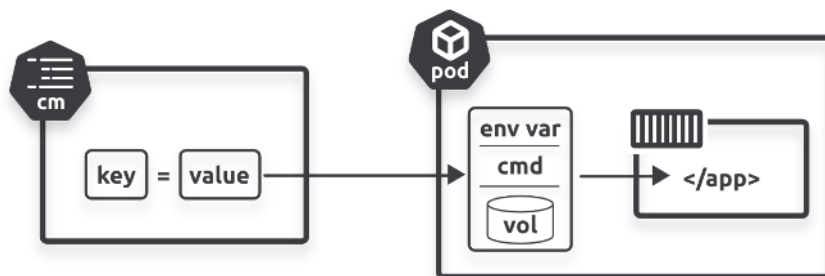 cm
key = value
pod
env var
cmd
vol
</app>